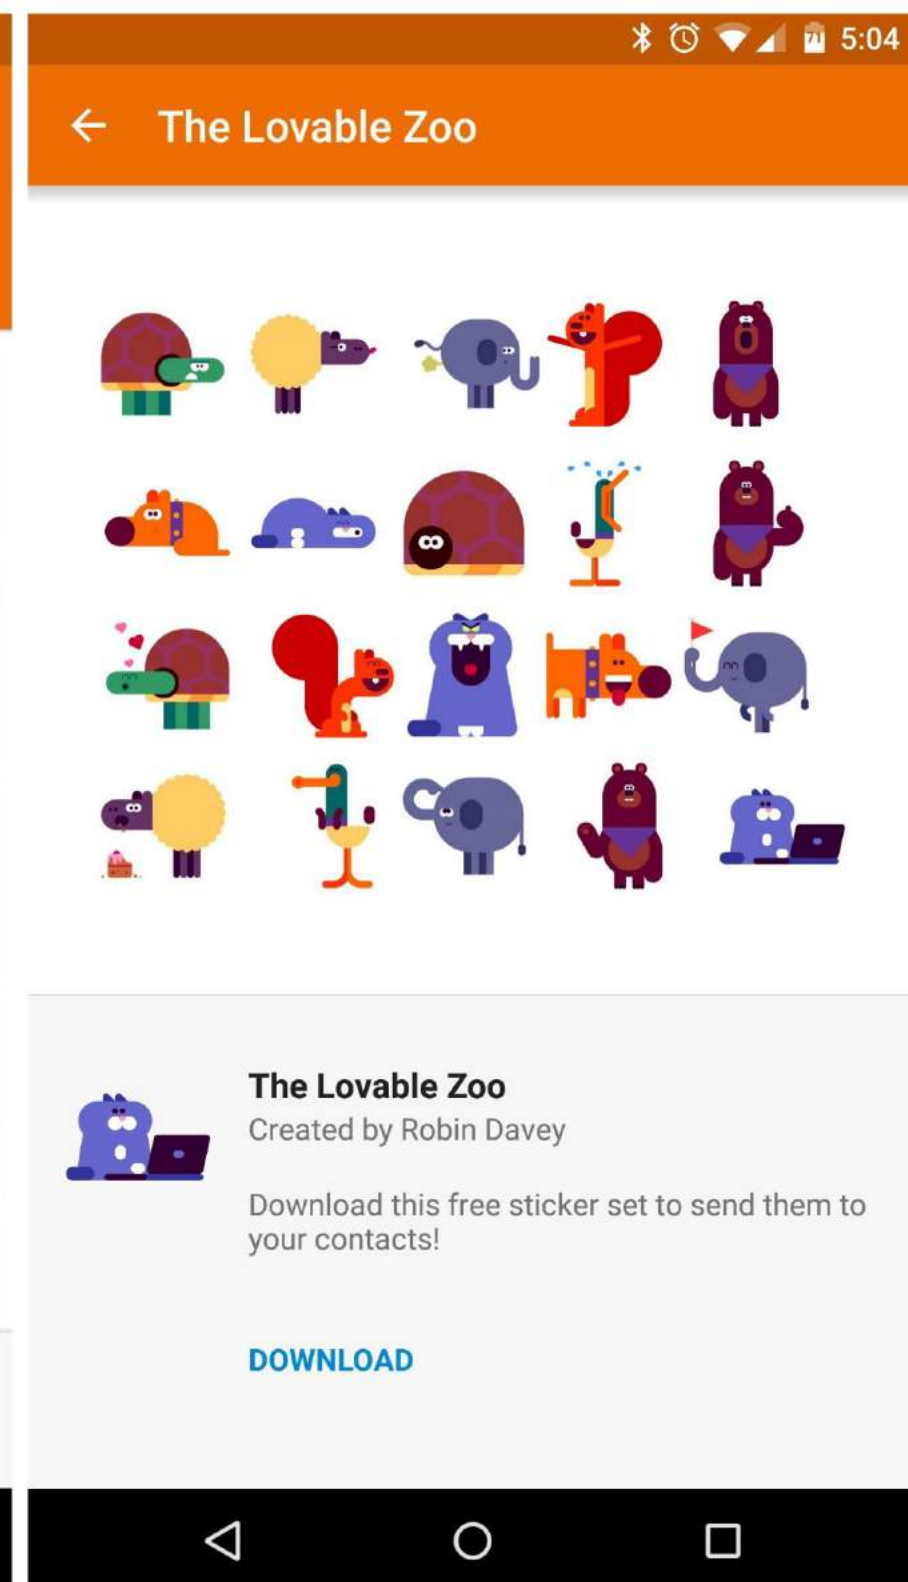 71 5:04
The Lovable Zoo
The Lovable Zoo
Created by Robin Davey
Download this free sticker set to send them to
your contacts!
DOWNLOAD